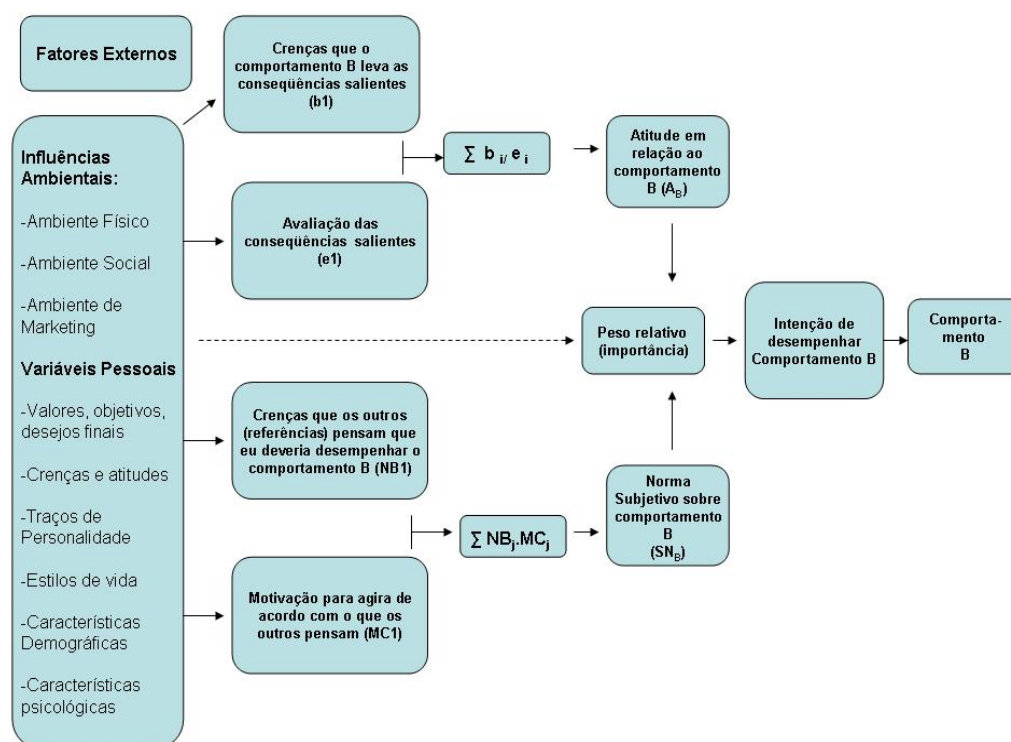 Fatores Externos
Influências
Ambientais:
-Ambiente Físico
-Ambiente Social
-Ambiente de
Marketing
Variáveis Pessoais
-Valores, objetivos,
desejos finais
-Crenças e atitudes
-Traços de
Personalidade
-Estilos de vida
-Características
Demográficas
-Características
psicológicas
Crenças que o
comportamento B leva as
conseqüências salientes
(b1)
Avaliação das
conseqüências salientes
(e1)
∑ b i/ e i
Atitude em
relação ao
comportamento
B (AB)
Peso relativo
(importância)
Intenção de
desempenhar
Comportamento B
Comporta-
mento
B
Crenças que os outros
(referências) pensam que
eu deveria desempenhar o
comportamento B (NB1)
Motivação para agira de
acordo com o que os
outros pensam (MC1)
∑ NBj.MCj
Norma
Subjetivo sobre
comportamento
B
(SNB)